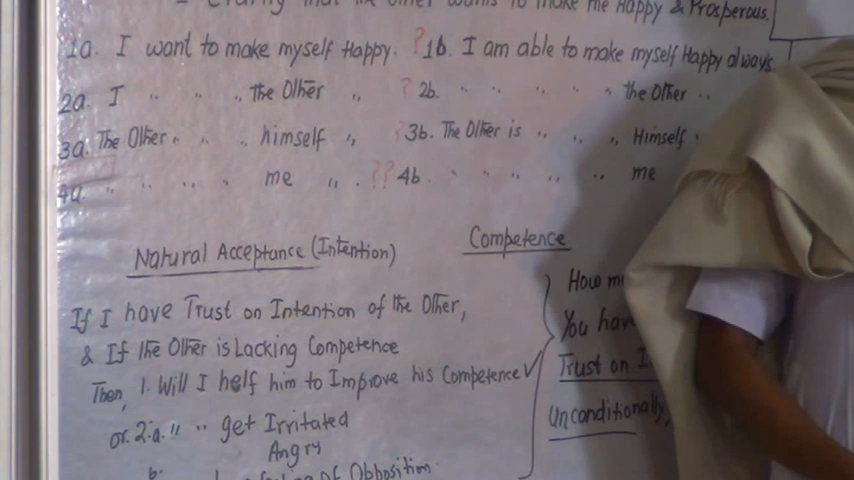 that the other wants to make me Happy & Prosperous.
1a. I want to make myself Happy. ? 1b. I am able to make myself Happy always
2a I " " " the Other " ? 2b. " " " " " the Other "
3a. The Other " " " himself " ? 3b. The Other is " " " Himself "
4a. " " " " me " . ?? 4b. " " " " " me
Natural Acceptance (Intention)
Competence
If I have Trust on Intention of the Other,
& If the Other is Lacking Competence
Then, 1. Will I helf him to Improve his Competence ✓
or. 2.a. " " get Irritated
Angry
b. of Obbosition
How
You
Trust on
Unconditionally,